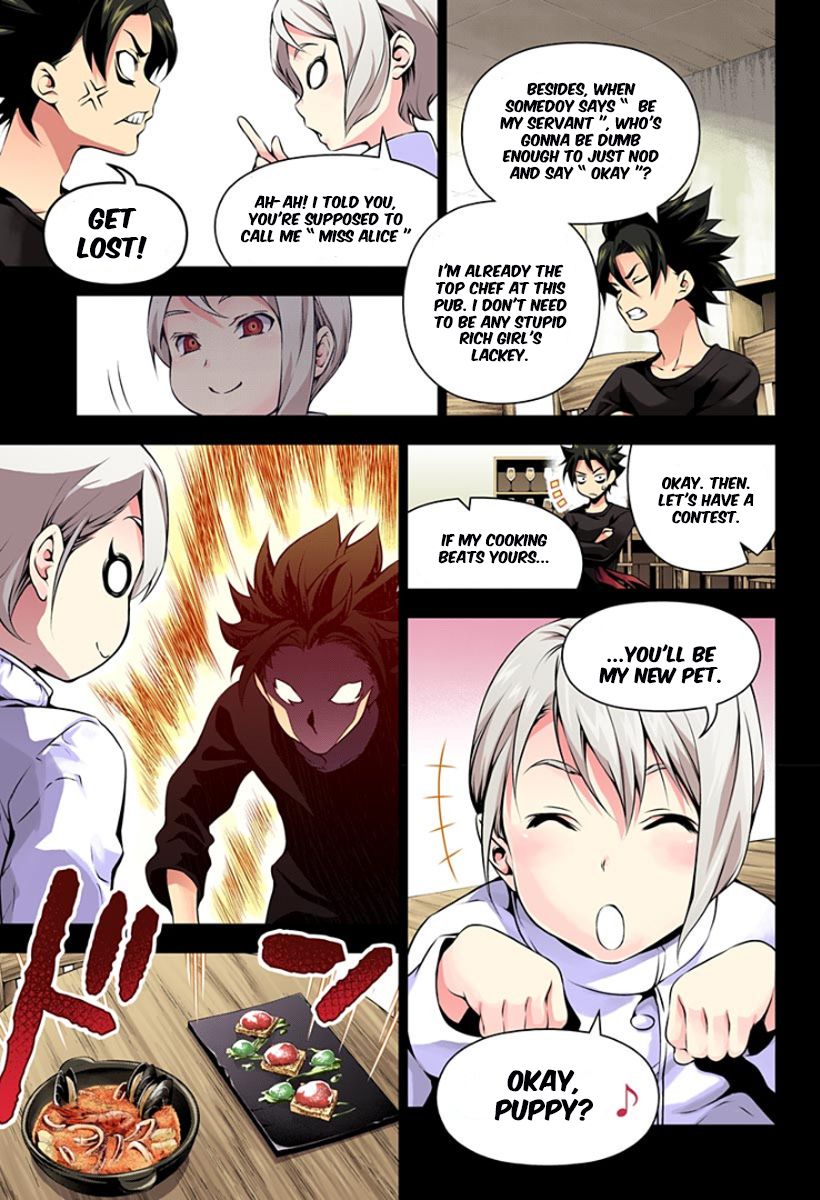 BESIDES, WHEN
SOMEDOY SAYS “ BE
MY SERVANT ”, WHO'S
GONNA BE DUMB
ENOUGH TO JUST NOD
AND SAY “ OKAY ”?
I'M ALREADY THE
TOP CHEF AT THIS
PUB. I DON'T NEED
TO BE ANY STUPID
RICH GIRL'S
LACKEY.
AH-AH! I TOLD YOU,
YOU'RE SUPPOSED TO
CALL ME “ MISS ALICE ”
GET
LOST!
OKAY. THEN.
LET'S HAVE A
CONTEST.
IF MY COOKING
BEATS YOURS...
...YOU'LL BE
MY NEW PET.
OKAY,
PUPPY? ♪
ドン